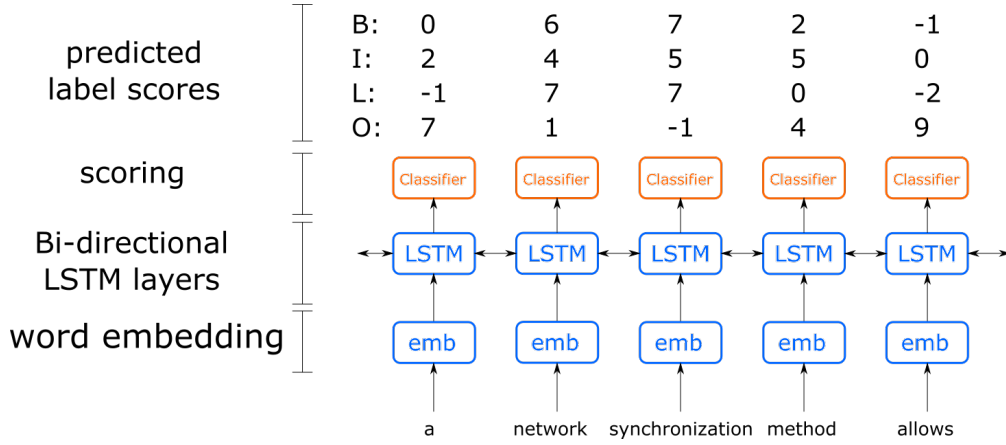 predicted
label scores
B: 0 6 7 2 -1
I: 2 4 5 5 0
L: -1 7 7 0 -2
O: 7 1 -1 4 9
scoring
Classifier Classifier Classifier Classifier Classifier
Bi-directional
LSTM layers
LSTM LSTM LSTM LSTM LSTM
word embedding
emb emb emb emb emb
a network synchronization method allows